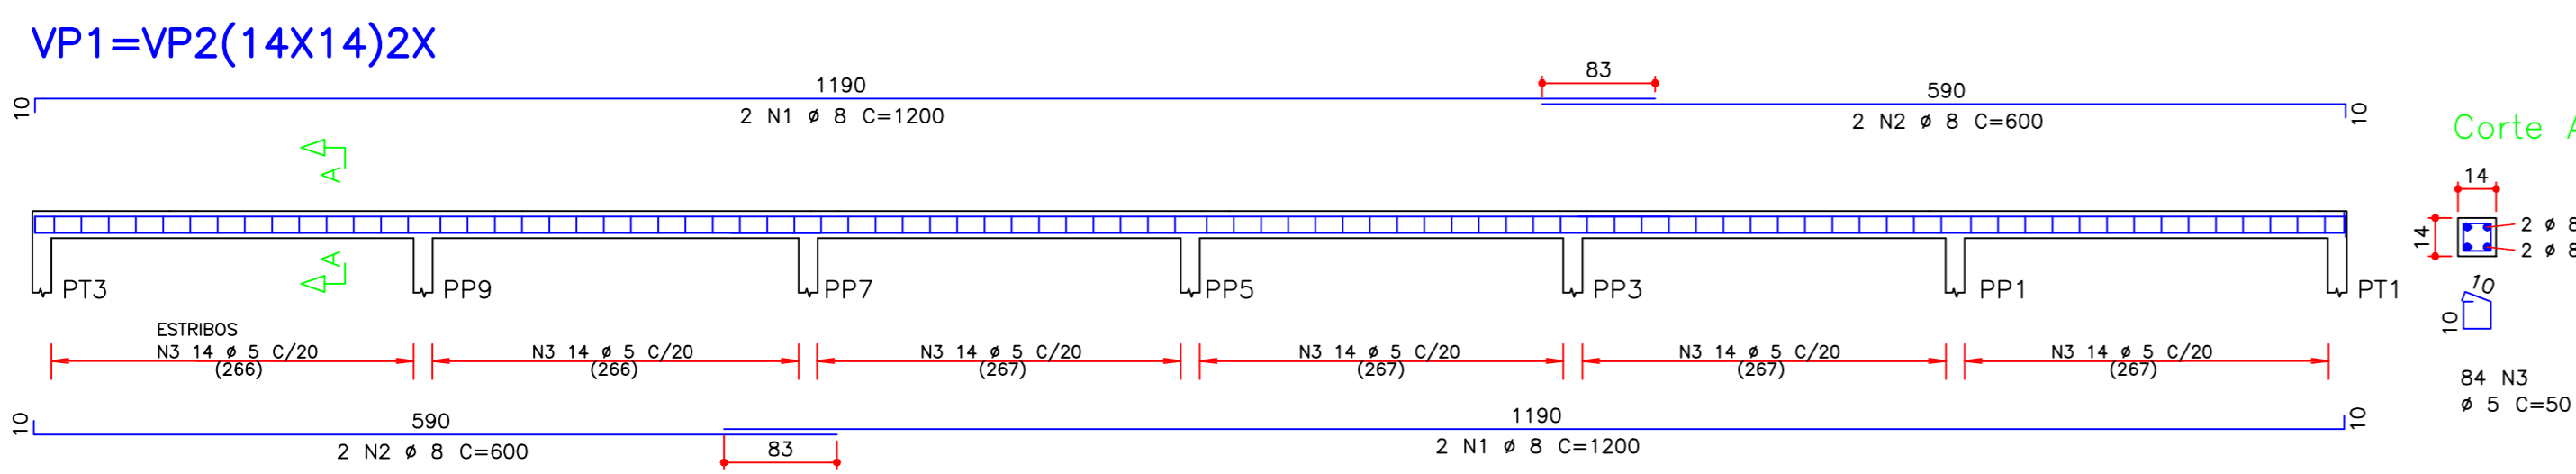 VP1=VP2(14X14)2X
1190
83
590
10
10
2 N1 ø 8 C=1200
2 N2 ø 8 C=600
Corte A
A
14
14
2 ø 8
2 ø 8
A
PT3
PP9
PP7
PP5
PP3
PP1
PT1
10
10
ESTRIBOS
N3 14 ø 5 C/20
N3 14 ø 5 C/20
N3 14 ø 5 C/20
N3 14 ø 5 C/20
N3 14 ø 5 C/20
N3 14 ø 5 C/20
(266)
(266)
(267)
(267)
(267)
(267)
84 N3
ø 5 C=50
10
590
1190
10
2 N2 ø 8 C=600
83
2 N1 ø 8 C=1200